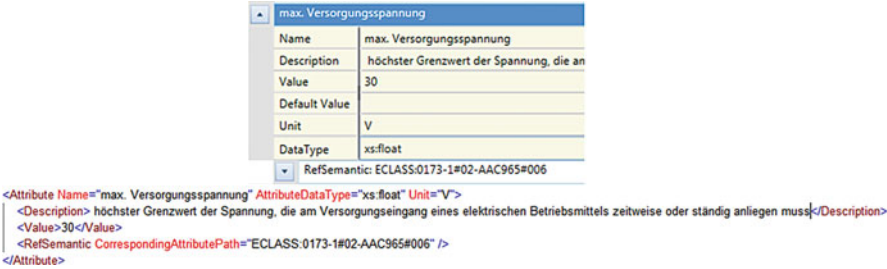 max. Versorgungsspannung
Name max. Versorgungsspannung
Description höchster Grenzwert der Spannung, die an
Value 30
Default Value
Unit V
DataType xs:float
RefSemantic: ECLASS:0173-1#02-AAC965#006
<Attribute Name="max. Versorgungsspannung" AttributeDataType="xs:float" Unit="V">
<Description> höchster Grenzwert der Spannung, die am Versorgungseingang eines elektrischen Betriebsmittels zeitweise oder ständig anliegen muss</Description>
<Value>30</Value>
<RefSemantic CorrespondingAttributePath="ECLASS:0173-1#02-AAC965#006" />
</Attribute>